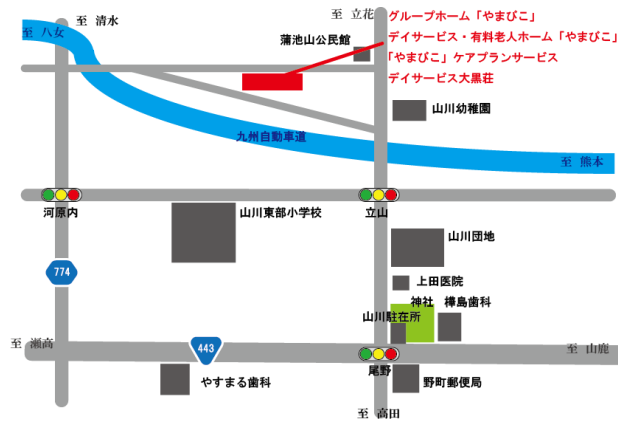 至 立花
グループホーム「やまびこ」
至 清水
至 八女
デイサービス・有料老人ホーム「やまびこ」
蒲池山公民館
「やまびこ」ケアプランサービス
デイサービス大黒荘
山川幼稚園
九州自動車道
至 熊本
河原内
山川東部小学校
立山
山川団地
774
上田医院
神社
樺島歯科
山川駐在所
至 瀬高
443
至 山鹿
尾野
やすまる歯科
野町郵便局
至 高田